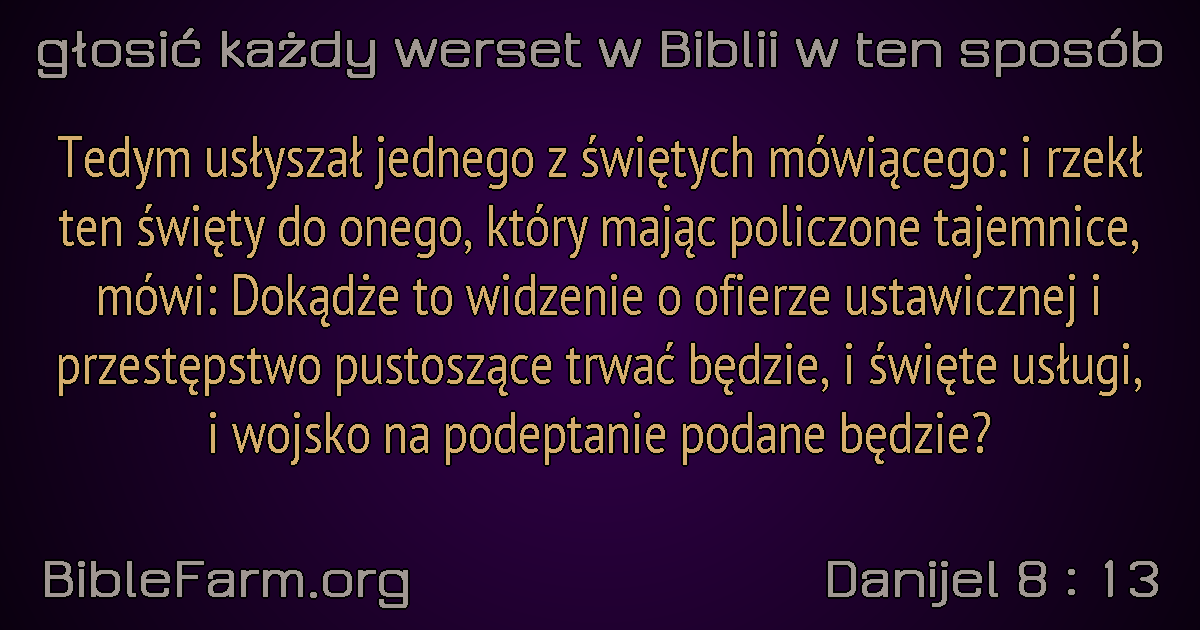 głosić każdy werset w Biblii w ten sposób
Tedym usłyszał jednego z świętych mówiącego: i rzekł
ten święty do onego, który mając policzone tajemnice,
mówi: Dokądże to widzenie o ofierze ustawicznej i
przestępstwo pustoszące trwać będzie, i święte usługi,
i wojsko na podeptanie podane będzie?
BibleFarm.org
Danijel 8 : 13